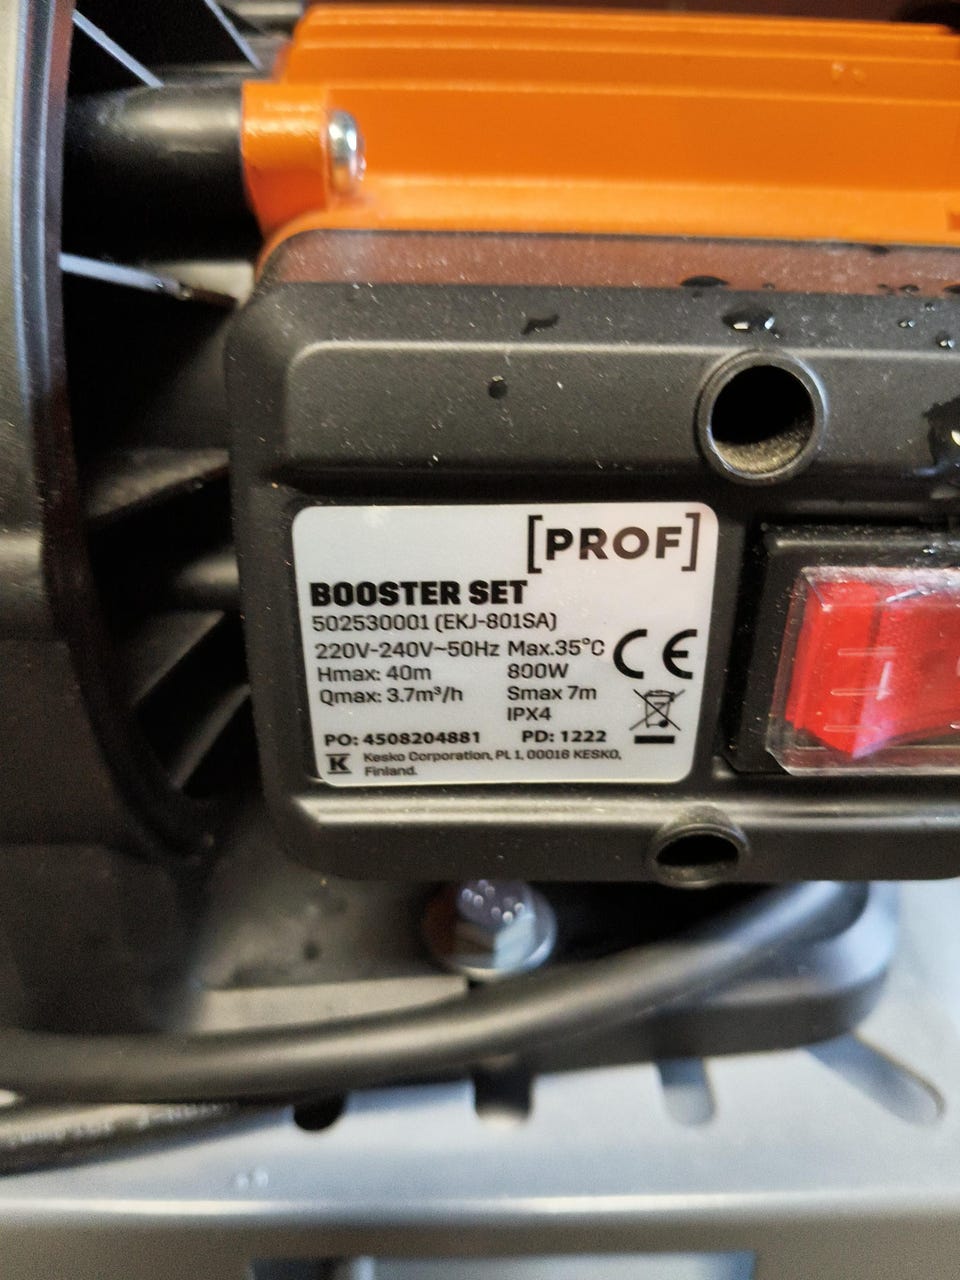 [PROF]
BOOSTER SET
502530001 (EKJ-801SA)
220V-240V~50Hz Max.35°C
Hmax: 40m 800W
Qmax: 3.7m³/h Smax 7m
IPX4
CE
PO: 4508204881 PD: 1222
K Kesko Corporation, PL 1, 00016 KESKO,
Finland.